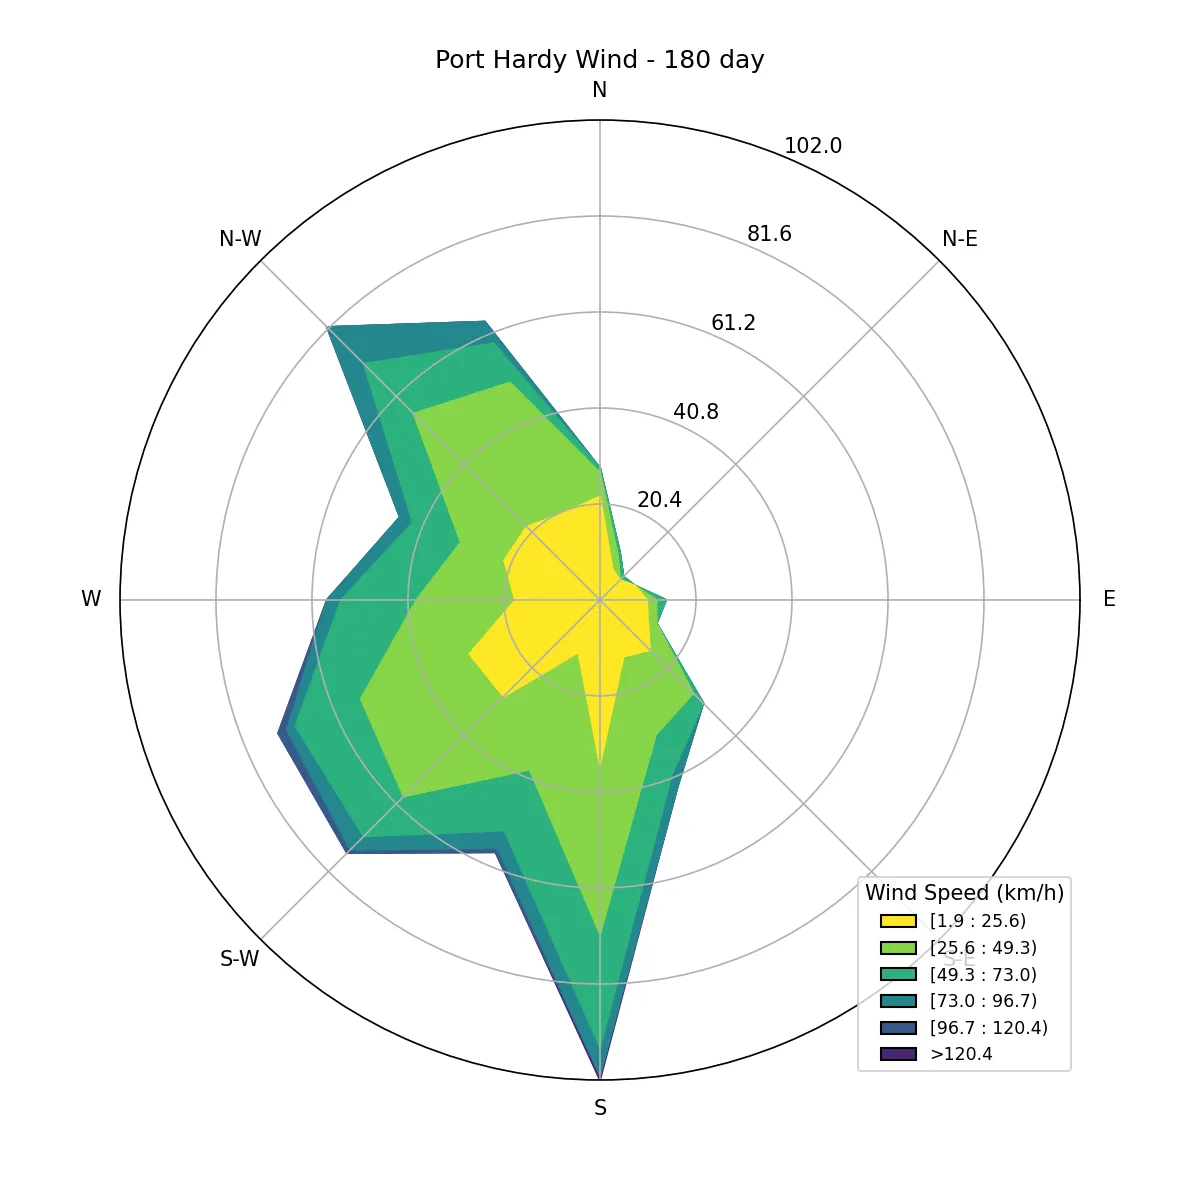 Port Hardy Wind - 180 day
N
102.0
N-W
81.6
N-E
61.2
40.8
20.4
W
E
S-W
S-E
S
Wind Speed (km/h)
[1.9 : 25.6)
[25.6 : 49.3)
[49.3 : 73.0)
[73.0 : 96.7)
[96.7 : 120.4)
>120.4